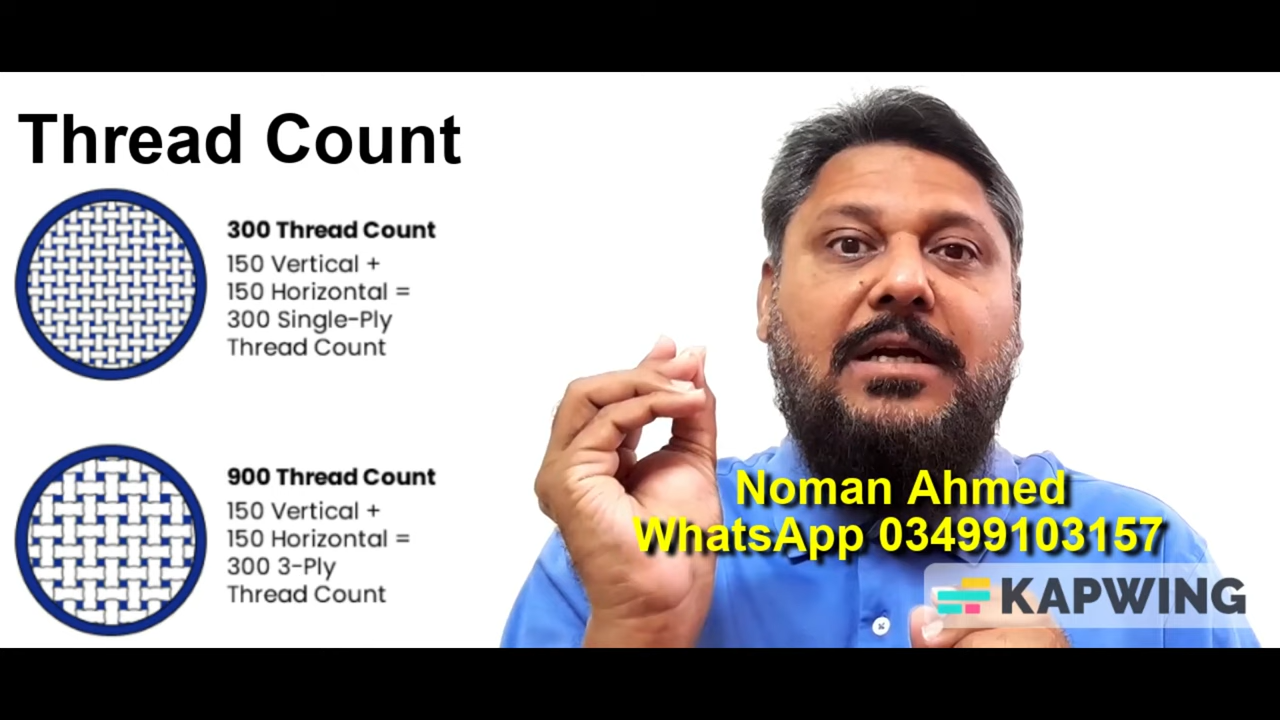 Thread Count
300 Thread Count
150 Vertical +
150 Horizontal =
300 Single-Ply
Thread Count
900 Thread Count
150 Vertical +
150 Horizontal =
300 3-Ply
Thread Count
Noman Ahmed
WhatsApp 03499103157
KAPWING